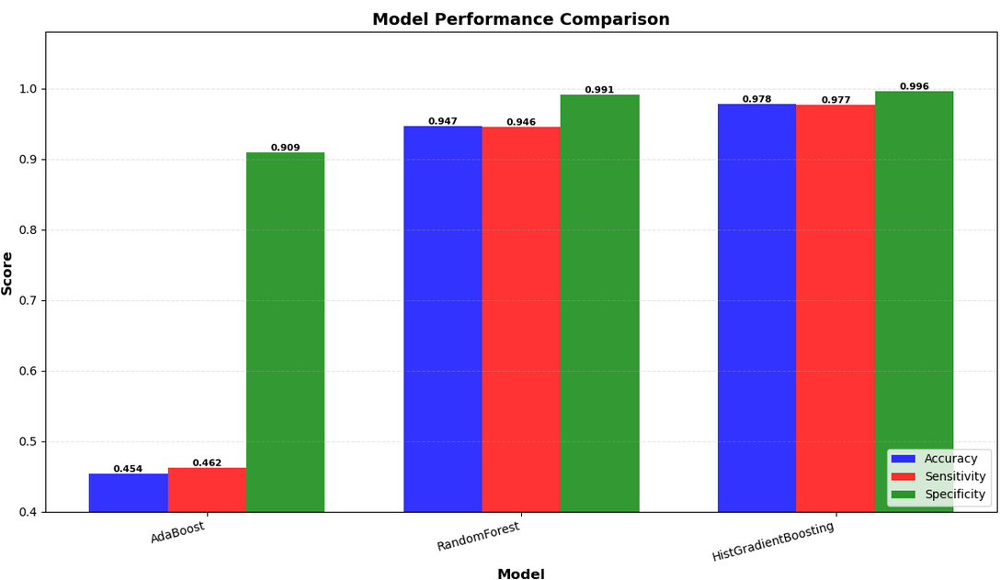 Model Performance Comparison
Score
1.0
0.9
0.8
0.7
0.6
0.5
0.4
0.454
0.462
0.909
0.947
0.946
0.991
0.978
0.977
0.996
Accuracy
Sensitivity
Specificity
AdaBoost
RandomForest
HistGradientBoosting
Model